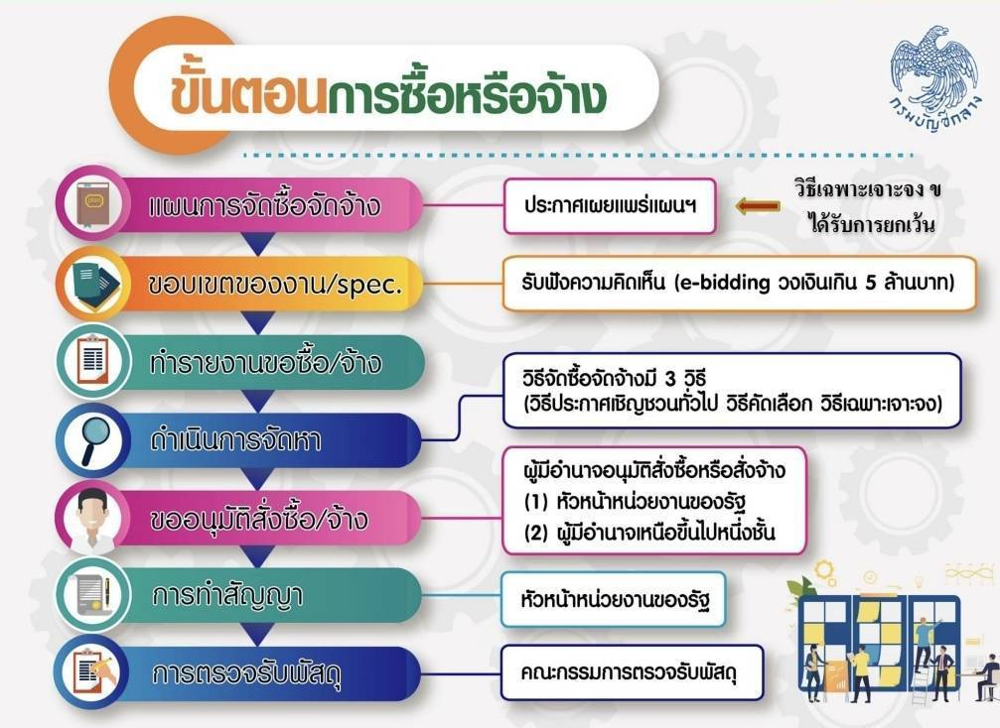 ขั้นตอนการซื้อหรือจ้าง
กรมบัญชีกลาง
plan
แผนการจัดซื้อจัดจ้าง
ประกาศเผยแพร่แผนฯ
วิธีเฉพาะเจาะจง ข
ได้รับการยกเว้น
ขอบเขตของงาน/spec.
รับฟังความคิดเห็น (e-bidding วงเงินเกิน 5 ล้านบาท)
ทำรายงานขอซื้อ/จ้าง
วิธีจัดซื้อจัดจ้างมี 3 วิธี
(วิธีประกาศเชิญชวนทั่วไป วิธีคัดเลือก วิธีเฉพาะเจาะจง)
ดำเนินการจัดหา
ผู้มีอำนาจอนุมัติสั่งซื้อหรือสั่งจ้าง
(1) หัวหน้าหน่วยงานของรัฐ
(2) ผู้มีอำนาจเหนือขึ้นไปหนึ่งชั้น
ขออนุมัติสั่งซื้อ/จ้าง
การทำสัญญา
หัวหน้าหน่วยงานของรัฐ
การตรวจรับพัสดุ
คณะกรรมการตรวจรับพัสดุ